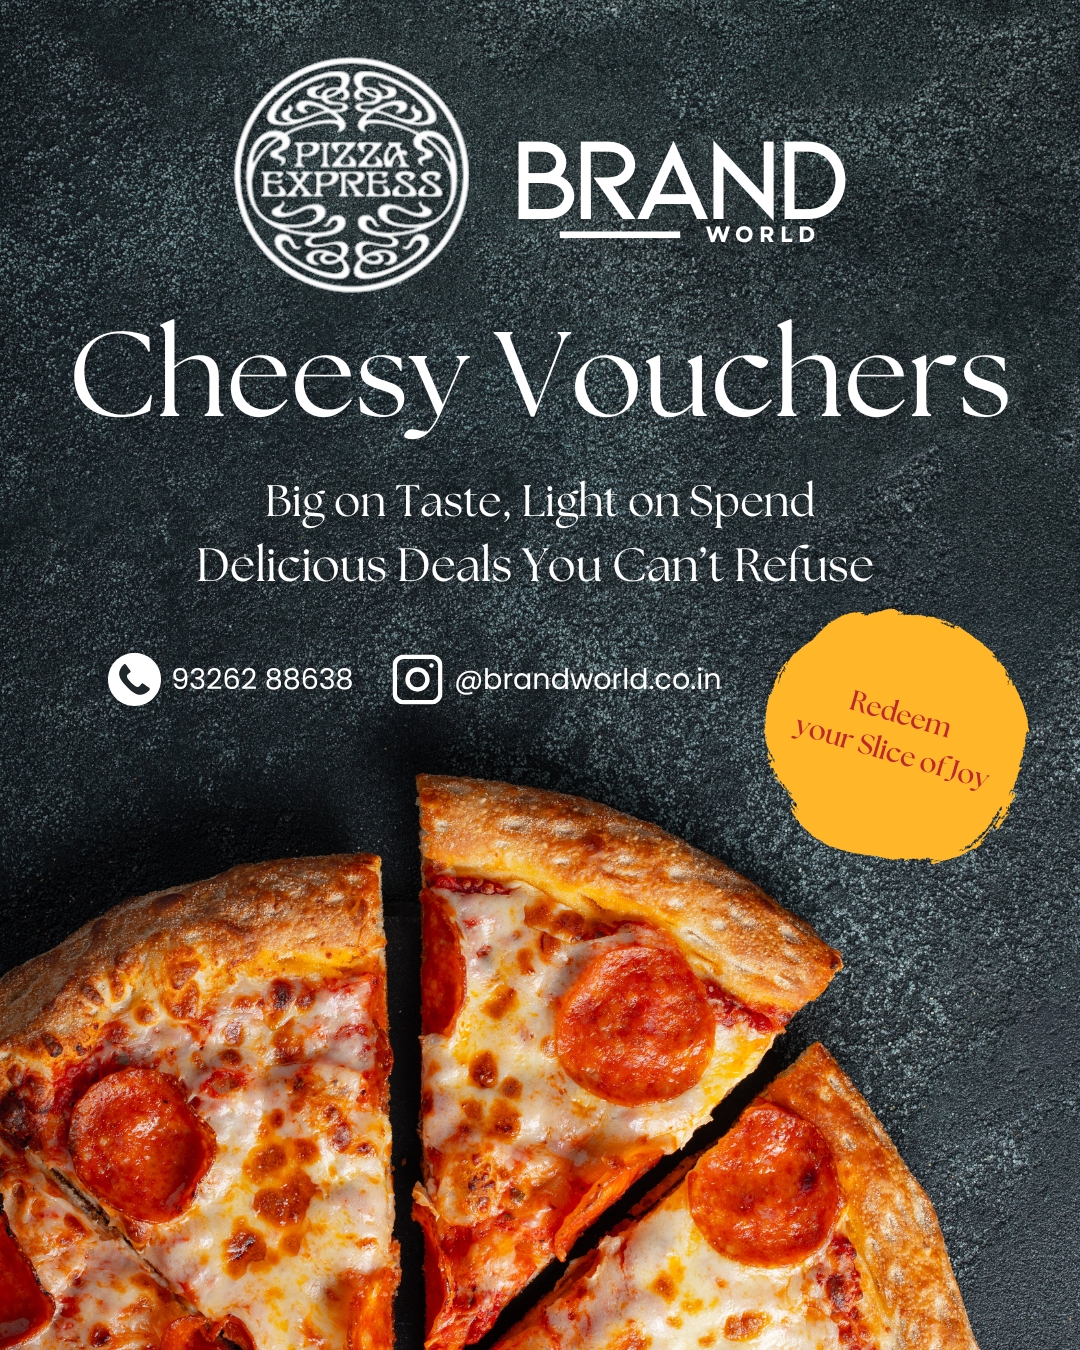 PIZZA
EXPRESS
BRAND
WORLD
Cheesy Vouchers
Big on Taste, Light on Spend
Delicious Deals You Can’t Refuse
93262 88638
@brandworld.co.in
Redeem
your Slice of Joy